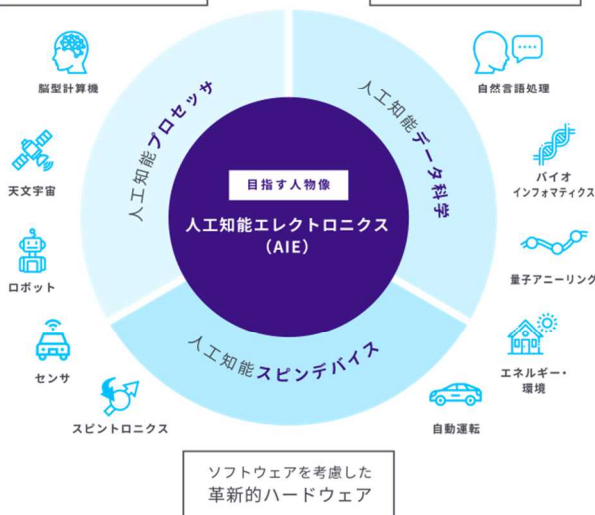 脳型計算機
天文宇宙
ロボット
センサ
スピントロニクス
人工知能プロセッサ
人工知能データ科学
目指す人物像
人工知能エレクトロニクス
（AIE）
人工知能スピンデバイス
自然言語処理
バイオ
インフォマティクス
量子アニーリング
エネルギー・
環境
自動運転
ソフトウェアを考慮した
革新的ハードウェア